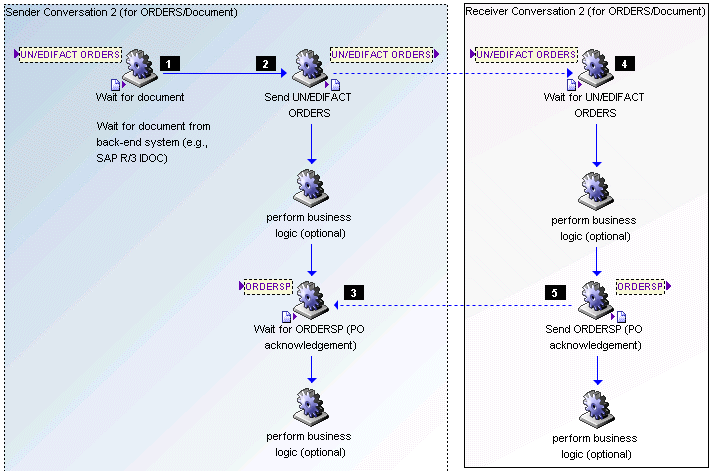 Sender Conversation 2 (for ORDERS/Document)
UN/EDIFACT ORDERS
1
2
UN/EDIFACT ORDERS
Wait for document
Send UN/EDIFACT
ORDERS
Wait for document from
back-end system (e.g.,
SAP R/3 IDOC)
perform business
logic (optional)
ORDERSP
3
Wait for ORDERSP (PO
acknowledgement)
perform business
logic (optional)
Receiver Conversation 2 (for ORDERS/Document)
UN/EDIFACT ORDERS
4
Wait for UN/EDIFACT
ORDERS
perform business
logic (optional)
5
ORDERSP
Send ORDERSP (PO
acknowledgement)
perform business
logic (optional)